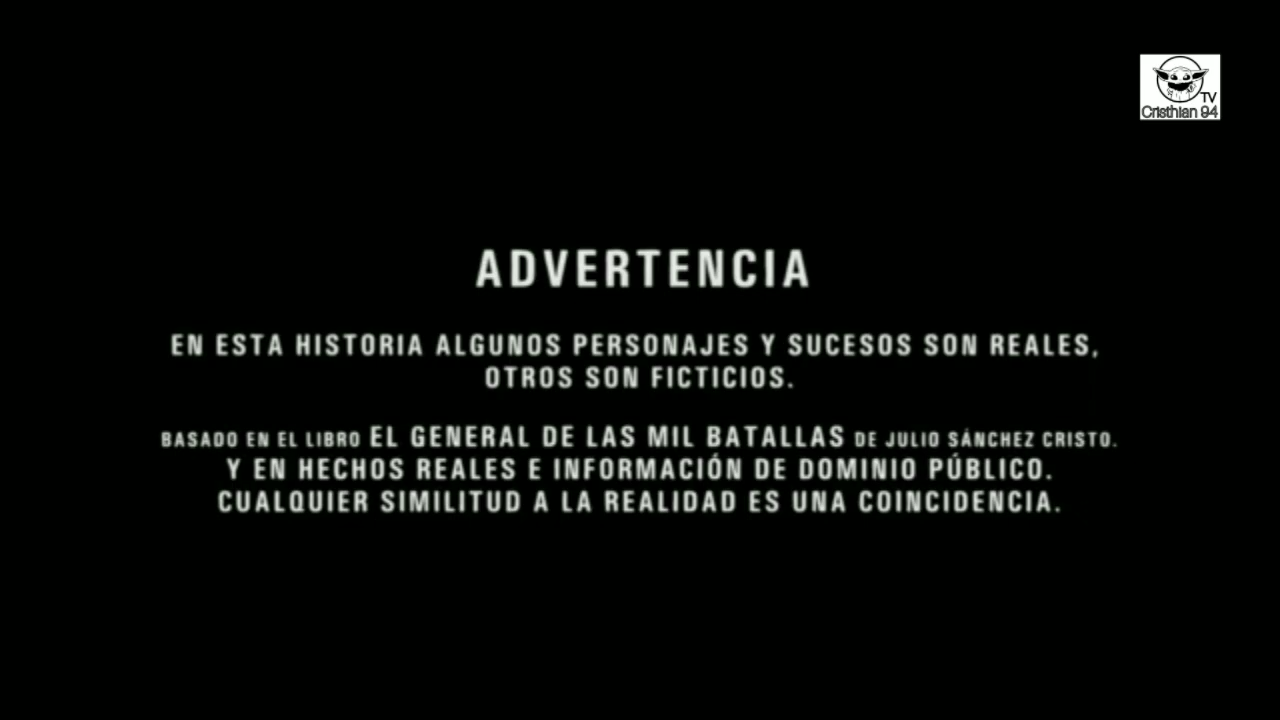 TV
Cristhian 94
ADVERTENCIA
EN ESTA HISTORIA ALGUNOS PERSONAJES Y SUCESOS SON REALES,
OTROS SON FICTICIOS.
BASADO EN EL LIBRO EL GENERAL DE LAS MIL BATALLAS DE JULIO SÁNCHEZ CRISTO.
Y EN HECHOS REALES E INFORMACIÓN DE DOMINIO PÚBLICO.
CUALQUIER SIMILITUD A LA REALIDAD ES UNA COINCIDENCIA.